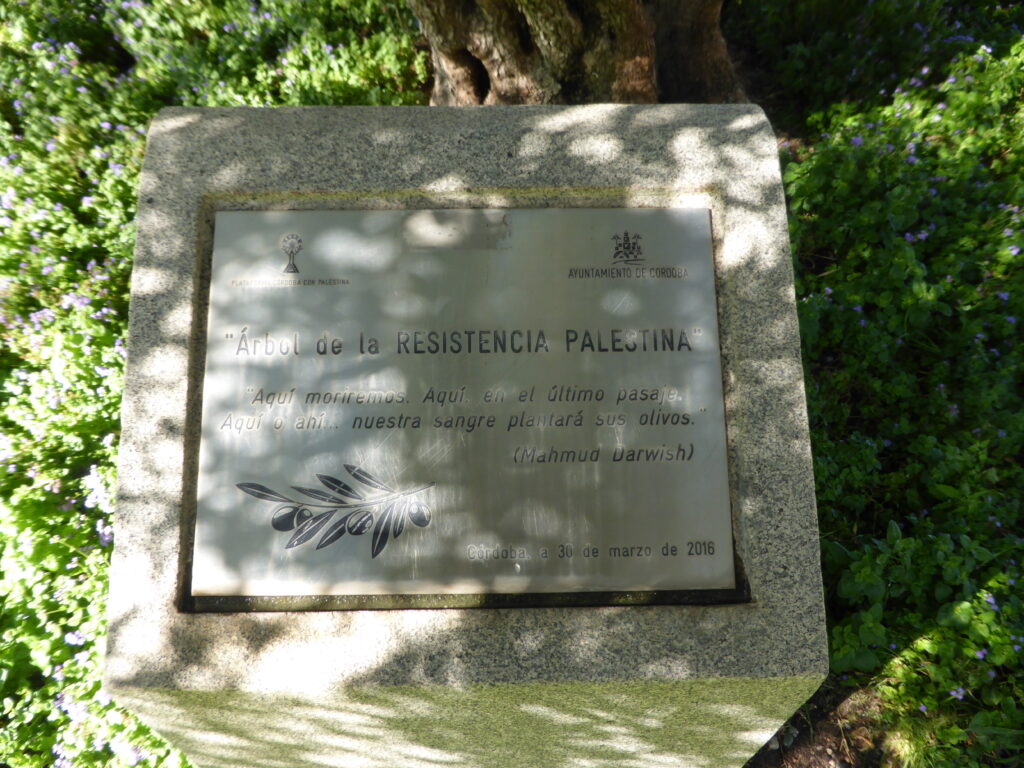 PLATAFORMA CÓRDOBA CON PALESTINA
AYUNTAMIENTO DE CORDOBA
"Árbol de la RESISTENCIA PALESTINA"
"Aquí moriremos. Aquí, en el último pasaje.
Aquí o ahí... nuestra sangre plantará sus olivos."
(Mahmud Darwish)
Córdoba, a 30 de marzo de 2016